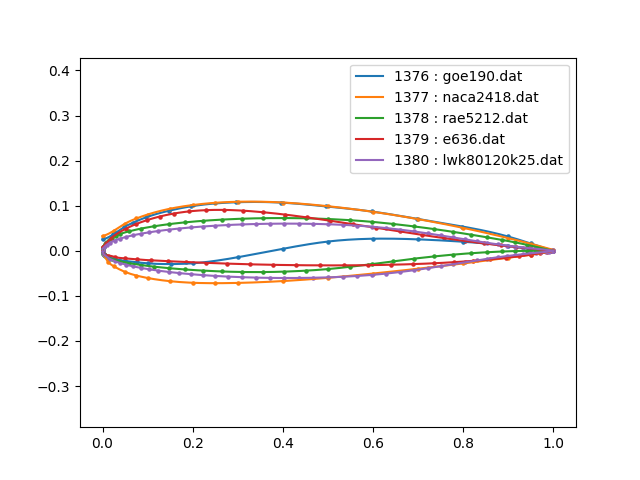 0.4
0.3
0.2
0.1
0.0
−0.1
−0.2
−0.3
0.0 0.2 0.4 0.6 0.8 1.0
1376 : goe190.dat
1377 : naca2418.dat
1378 : rae5212.dat
1379 : e636.dat
1380 : lwk80120k25.dat